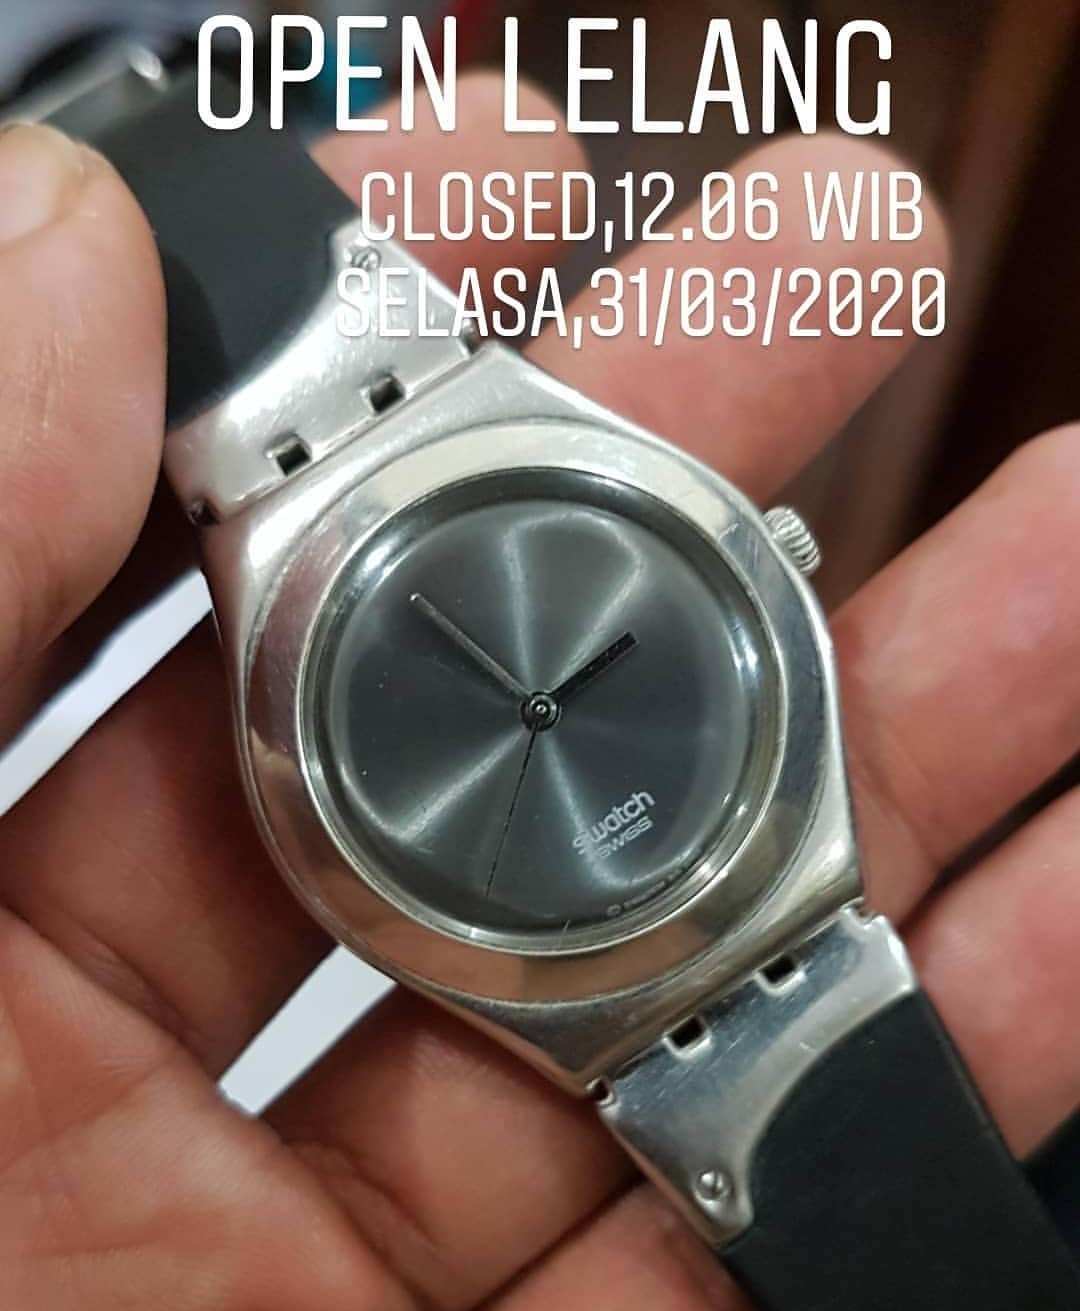 OPEN LELANG
CLOSED,12.06 WIB
SELASA,31/03/2020
swatch
SWISS